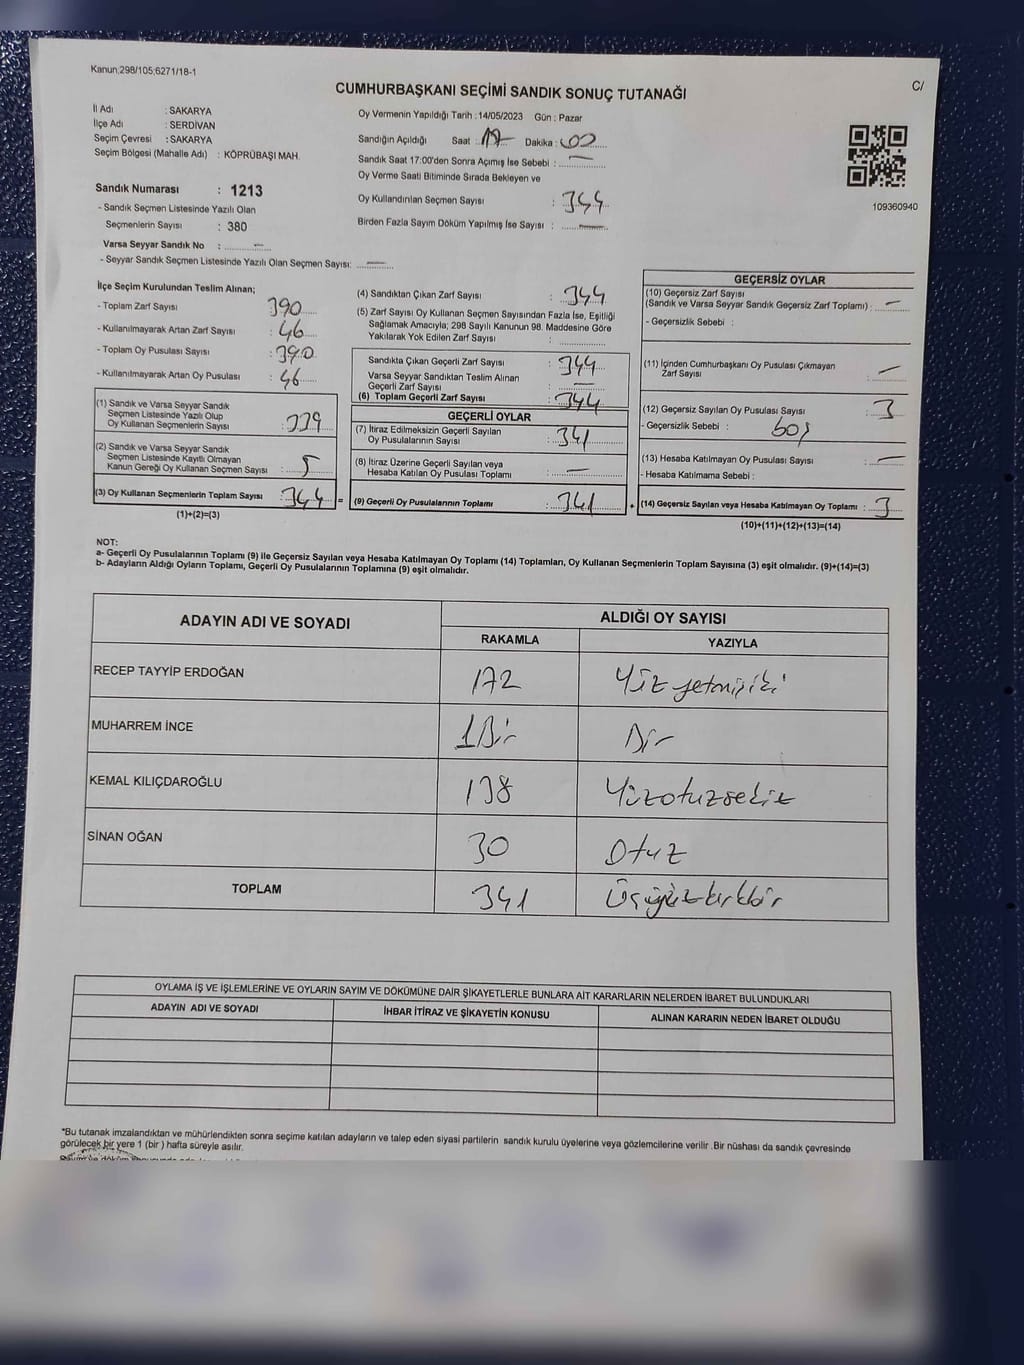 Kanun;298/105;6271/18-1
C/
CUMHURBAŞKANI SEÇİMİ SANDIK SONUÇ TUTANAĞI
İl Adı : SAKARYA
İlçe Adı : SERDİVAN
Seçim Çevresi : SAKARYA
Seçim Bölgesi (Mahalle Adı) : KÖPRÜBAŞI MAH.
Sandık Numarası : 1213
- Sandık Seçmen Listesinde Yazılı Olan
Seçmenlerin Sayısı : 380
Varsa Seyyar Sandık No : —
- Seyyar Sandık Seçmen Listesinde Yazılı Olan Seçmen Sayısı: —
Oy Vermenin Yapıldığı Tarih : 14/05/2023 Gün : Pazar
Sandığın Açıldığı Saat : 17 Dakika : 00
Sandık Saat 17:00'den Sonra Açımış İse Sebebi : —
Oy Verme Saati Bitiminde Sırada Bekleyen ve
Oy Kullandırılan Seçmen Sayısı : 344
Birden Fazla Sayım Döküm Yapılmış İse Sayısı : —
109360940
İlçe Seçim Kurulundan Teslim Alınan;
- Toplam Zarf Sayısı : 390
- Kullanılmayarak Artan Zarf Sayısı : 46
- Toplam Oy Pusulası Sayısı : 390
- Kullanılmayarak Artan Oy Pusulası : 46
(1) Sandık ve Varsa Seyyar Sandık
Seçmen Listesinde Yazılı Olup
Oy Kullanan Seçmenlerin Sayısı : 339
(2) Sandık ve Varsa Seyyar Sandık
Seçmen Listesinde Kayıtlı Olmayan
Kanun Gereği Oy Kullanan Seçmen Sayısı : 5
(3) Oy Kullanan Seçmenlerin Toplam Sayısı : 344 =
(1)+(2)=(3)
(4) Sandıktan Çıkan Zarf Sayısı : 344
(5) Zarf Sayısı Oy Kullanan Seçmen Sayısından Fazla İse, Eşitliği
Sağlamak Amacıyla; 298 Sayılı Kanunun 98. Maddesine Göre
Yakılarak Yok Edilen Zarf Sayısı :
Sandıkta Çıkan Geçerli Zarf Sayısı : 344
Varsa Seyyar Sandıktan Teslim Alınan
Geçerli Zarf Sayısı : —
(6) Toplam Geçerli Zarf Sayısı : 344
GEÇERLİ OYLAR
(7) İtiraz Edilmeksizin Geçerli Sayılan
Oy Pusulalarının Sayısı : 341
(8) İtiraz Üzerine Geçerli Sayılan veya
Hesaba Katılan Oy Pusulası Toplamı : —
(9) Geçerli Oy Pusulalarının Toplamı : 341 +
GEÇERSİZ OYLAR
(10) Geçersiz Zarf Sayısı
(Sandık ve Varsa Seyyar Sandık Geçersiz Zarf Toplamı) : —
- Geçersizlik Sebebi :
(11) İçinden Cumhurbaşkanı Oy Pusulası Çıkmayan
Zarf Sayısı : —
(12) Geçersiz Sayılan Oy Pusulası Sayısı : 3
- Geçersizlik Sebebi : boş
(13) Hesaba Katılmayan Oy Pusulası Sayısı : —
- Hesaba Katılmama Sebebi :
(14) Geçersiz Sayılan veya Hesaba Katılmayan Oy Toplamı : 3
(10)+(11)+(12)+(13)=(14)
NOT:
a- Geçerli Oy Pusulalarının Toplamı (9) ile Geçersiz Sayılan veya Hesaba Katılmayan Oy Toplamı (14) Toplamları, Oy Kullanan Seçmenlerin Toplam Sayısına (3) eşit olmalıdır. (9)+(14)=(3)
b- Adayların Aldığı Oyların Toplamı, Geçerli Oy Pusulalarının Toplamına (9) eşit olmalıdır.
ADAYIN ADI VE SOYADI ALDIĞI OY SAYISI
RAKAMLA YAZIYLA
RECEP TAYYİP ERDOĞAN 172 Yüz yetmişiki
MUHARREM İNCE 1 Bir Bir
KEMAL KILIÇDAROĞLU 138 Yüzotuzsekiz
SİNAN OĞAN 30 Otuz
TOPLAM 341 Üçyüzkırkbir
OYLAMA İŞ VE İŞLEMLERİNE VE OYLARIN SAYIM VE DÖKÜMÜNE DAİR ŞİKAYETLERLE BUNLARA AİT KARARLARIN NELERDEN İBARET BULUNDUKLARI
ADAYIN ADI VE SOYADI İHBAR İTİRAZ VE ŞİKAYETİN KONUSU ALINAN KARARIN NEDEN İBARET OLDUĞU
*Bu tutanak imzalandıktan ve mühürlendikten sonra seçime katılan adayların ve talep eden siyasi partilerin sandık kurulu üyelerine veya gözlemcilerine verilir .Bir nüshası da sandık çevresinde
görülecek bir yere 1 (bir ) hafta süreyle asılır.